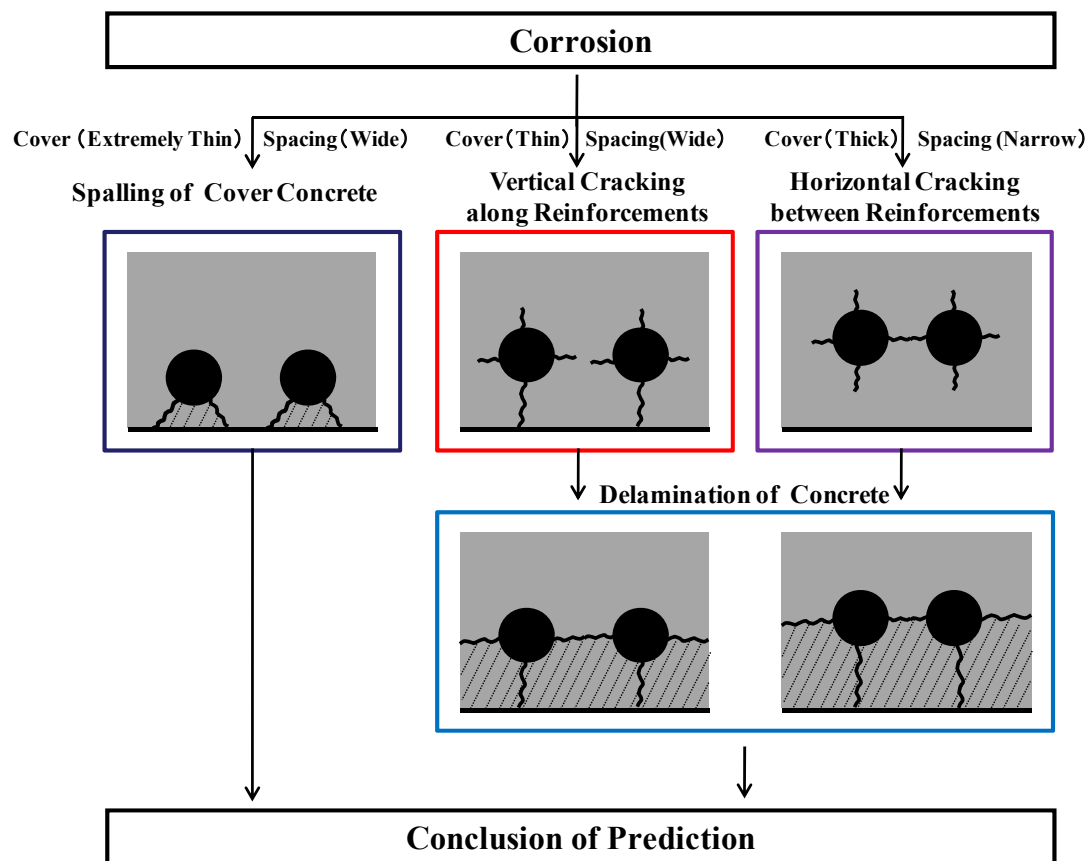 Corrosion
Cover（Extremely Thin） Spacing（Wide）
Cover（Thin） Spacing(Wide)
Cover（Thick） Spacing (Narrow)
Spalling of Cover Concrete
Vertical Cracking
along Reinforcements
Horizontal Cracking
between Reinforcements
Delamination of Concrete
Conclusion of Prediction